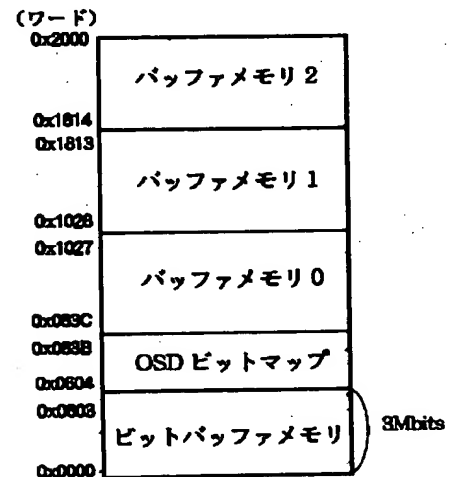 (ワード)
0x2000
バッファメモリ 2
0x1814
0x1813
バッファメモリ 1
0x1028
0x1027
バッファメモリ 0
0x083C
0x083B
OSD ビットマップ
0x0604
0x0603
ビットバッファメモリ
3Mbits
0x0000